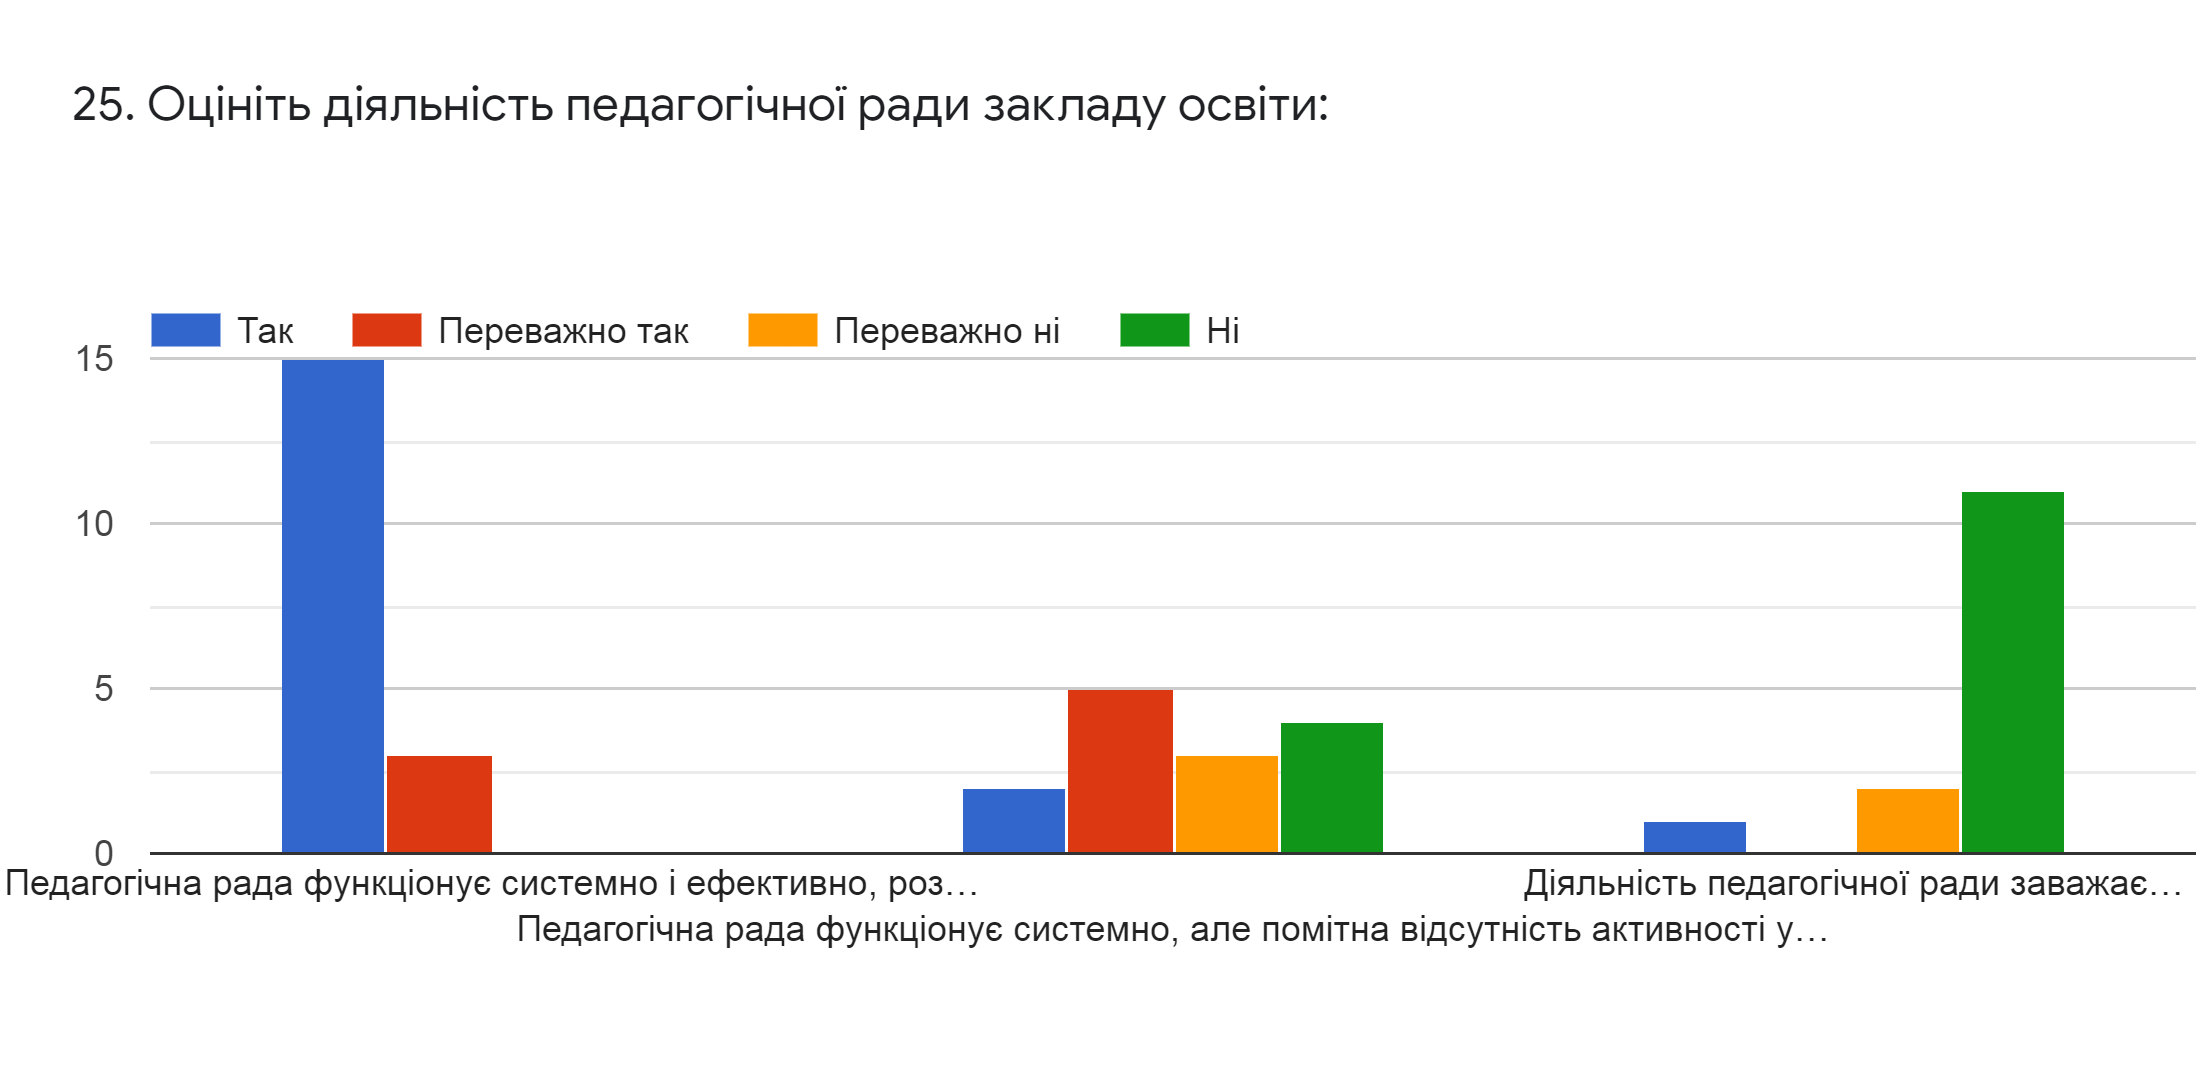 25. Оцініть діяльність педагогічної ради закладу освіти:
Так Переважно так Переважно ні Ні
15
10
5
0
Педагогічна рада функціонує системно і ефективно, роз…
Діяльність педагогічної ради заважає…
Педагогічна рада функціонує системно, але помітна відсутність активності у…